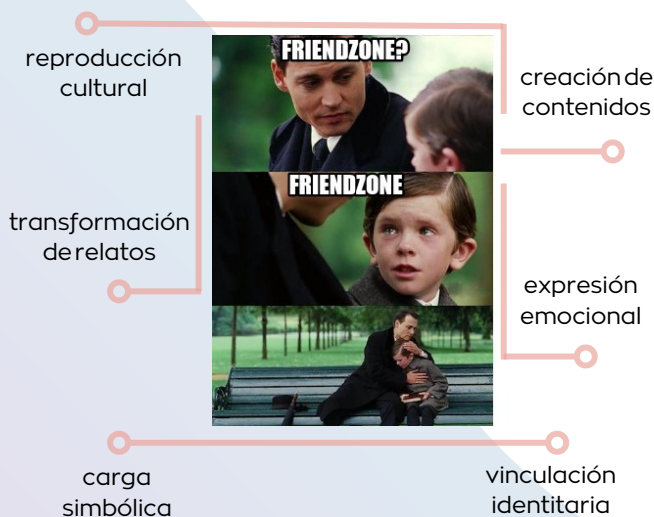 reproducción
cultural
FRIENDZONE?
creación de
contenidos
FRIENDZONE
transformación
de relatos
expresión
emocional
carga
simbólica
vinculación
identitaria